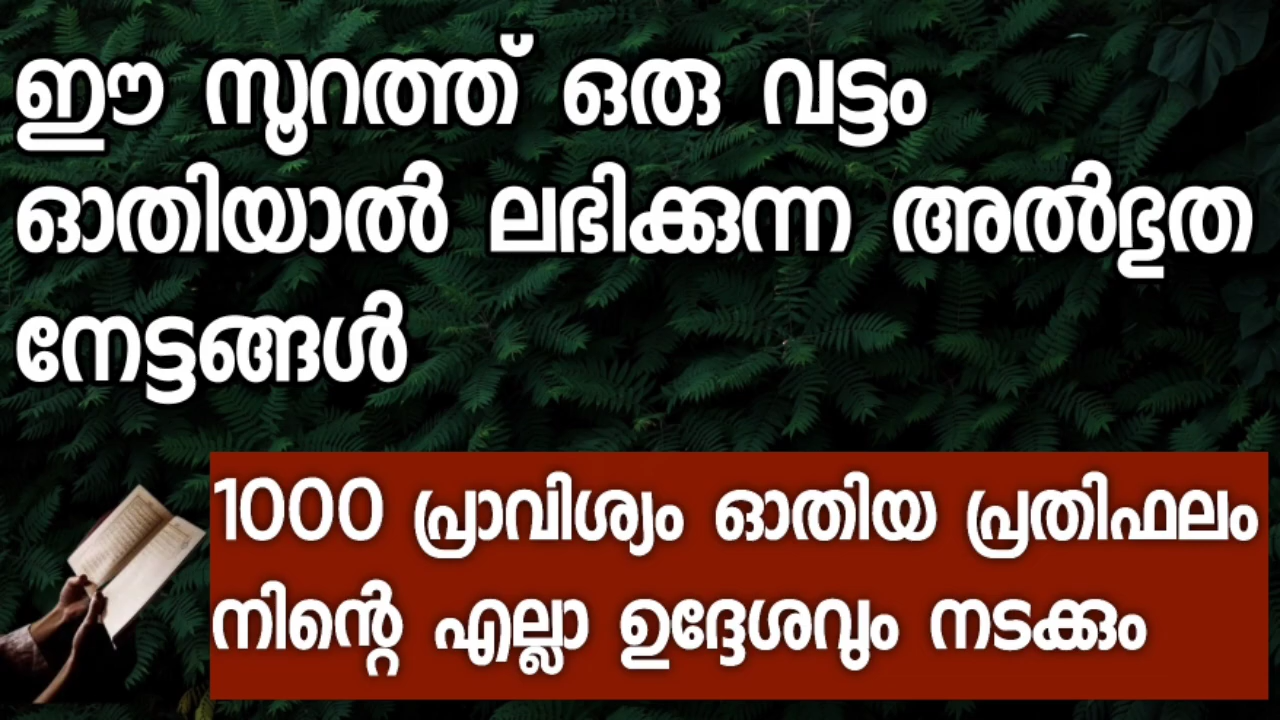 ഈ സൂറത്ത് ഒരു വട്ടം
ഓതിയാൽ ലഭിക്കുന്ന അൽഭുത
നേട്ടങ്ങൾ
1000 പ്രാവിശ്യം ഓതിയ പ്രതിഫലം
നിന്റെ എല്ലാ ഉദ്ദേശവും നടക്കും